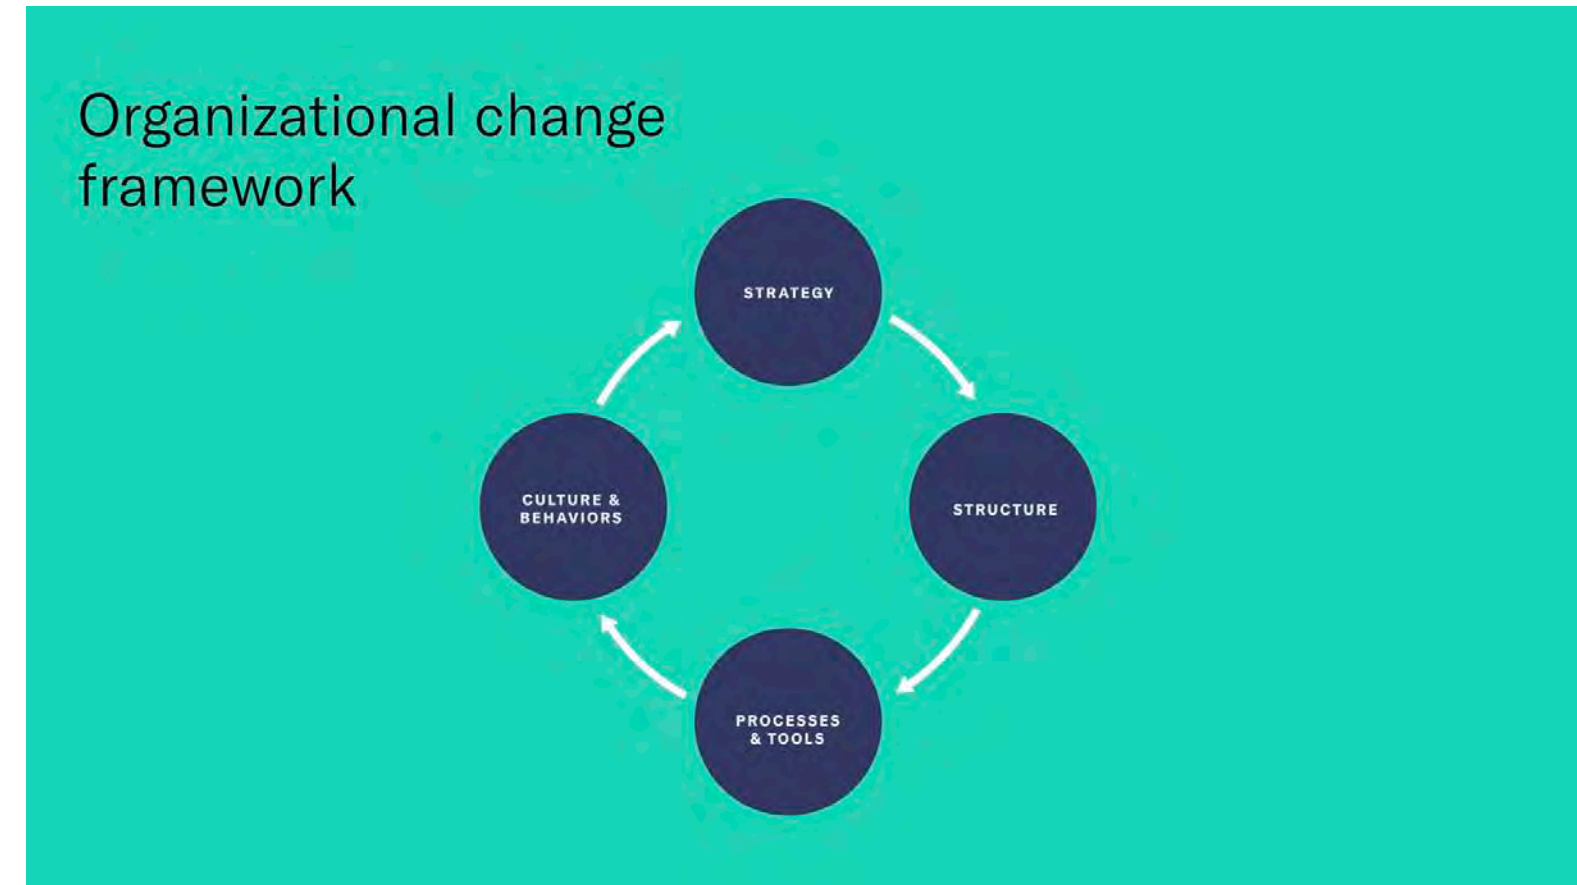 Organizational change
framework
STRATEGY
CULTURE &
BEHAVIORS
STRUCTURE
PROCESSES
& TOOLS